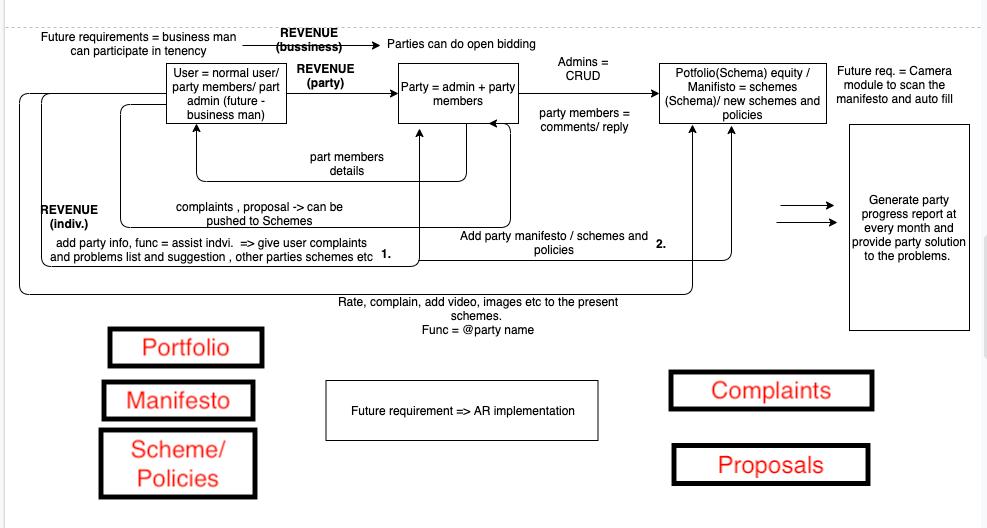 Future requirements = business man
can participate in tenency
REVENUE
(bussiness)
Parties can do open bidding
User = normal user/
party members/ part
admin (future -
business man)
REVENUE
(party)
Party = admin + party
members
Admins =
CRUD
party members =
comments/ reply
Potfolio(Schema) equity /
Manifisto = schemes
(Schema)/ new schemes and
policies
Future req. = Camera
module to scan the
manifesto and auto fill
part members
details
REVENUE
(indiv.)
complaints , proposal -> can be
pushed to Schemes
add party info, func = assist indvi.  => give user complaints
and problems list and suggestion , other parties schemes etc
1.
Add party manifesto / schemes and
policies
2.
Generate party
progress report at
every month and
provide party solution
to the problems.
Rate, complain, add video, images etc to the present
schemes.
Func = @party name
Portfolio
Manifesto
Scheme/
Policies
Future requirement => AR implementation
Complaints
Proposals